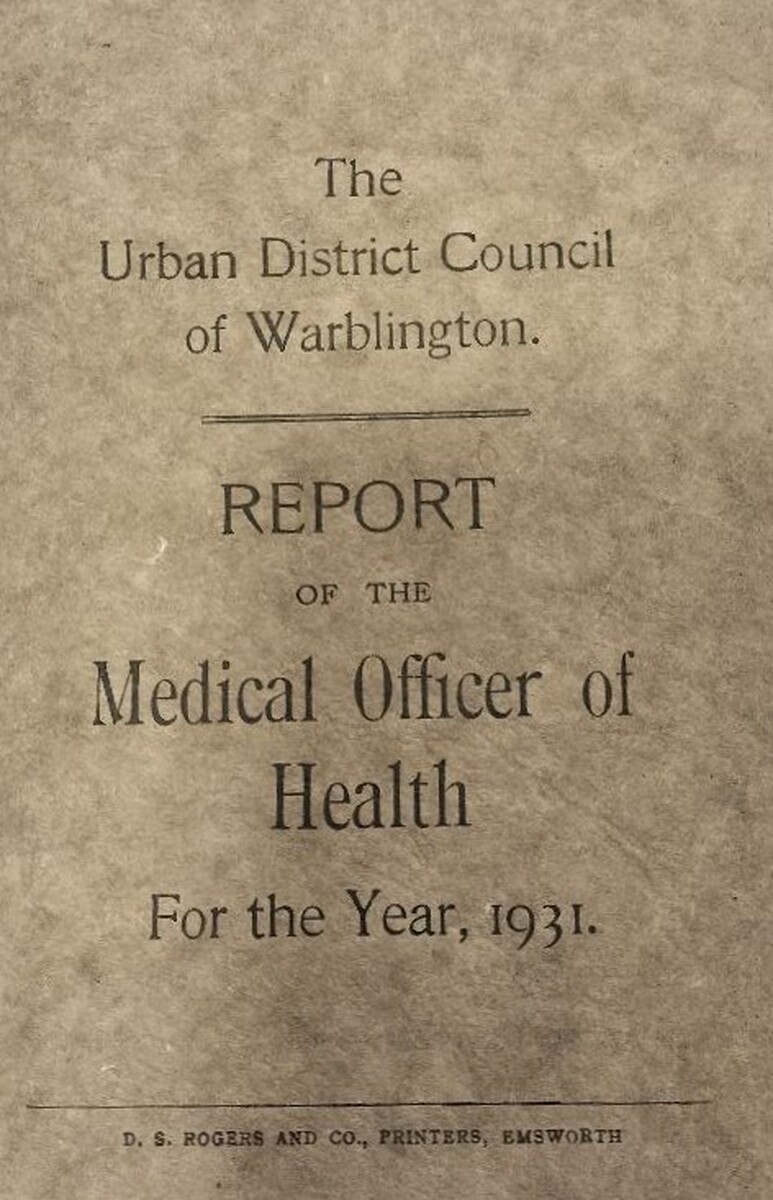 The
Urban District Council
of Warblington.
REPORT
OF THE
Medical Officer of
Health
For the Year, 1931.
D. S. ROGERS AND CO., PRINTERS, EMSWORTH